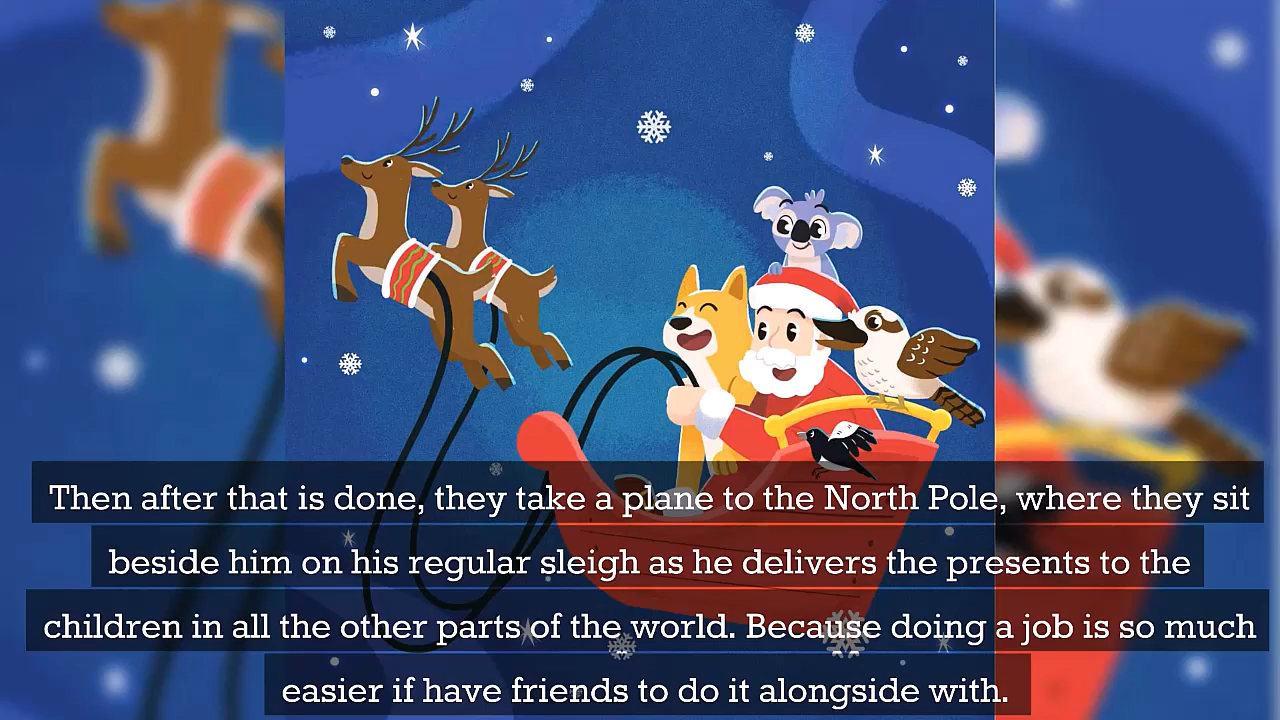 Then after that is done, they take a plane to the North Pole, where they sit
beside him on his regular sleigh as he delivers the presents to the
children in all the other parts of the world. Because doing a job is so much
easier if have friends to do it alongside with.